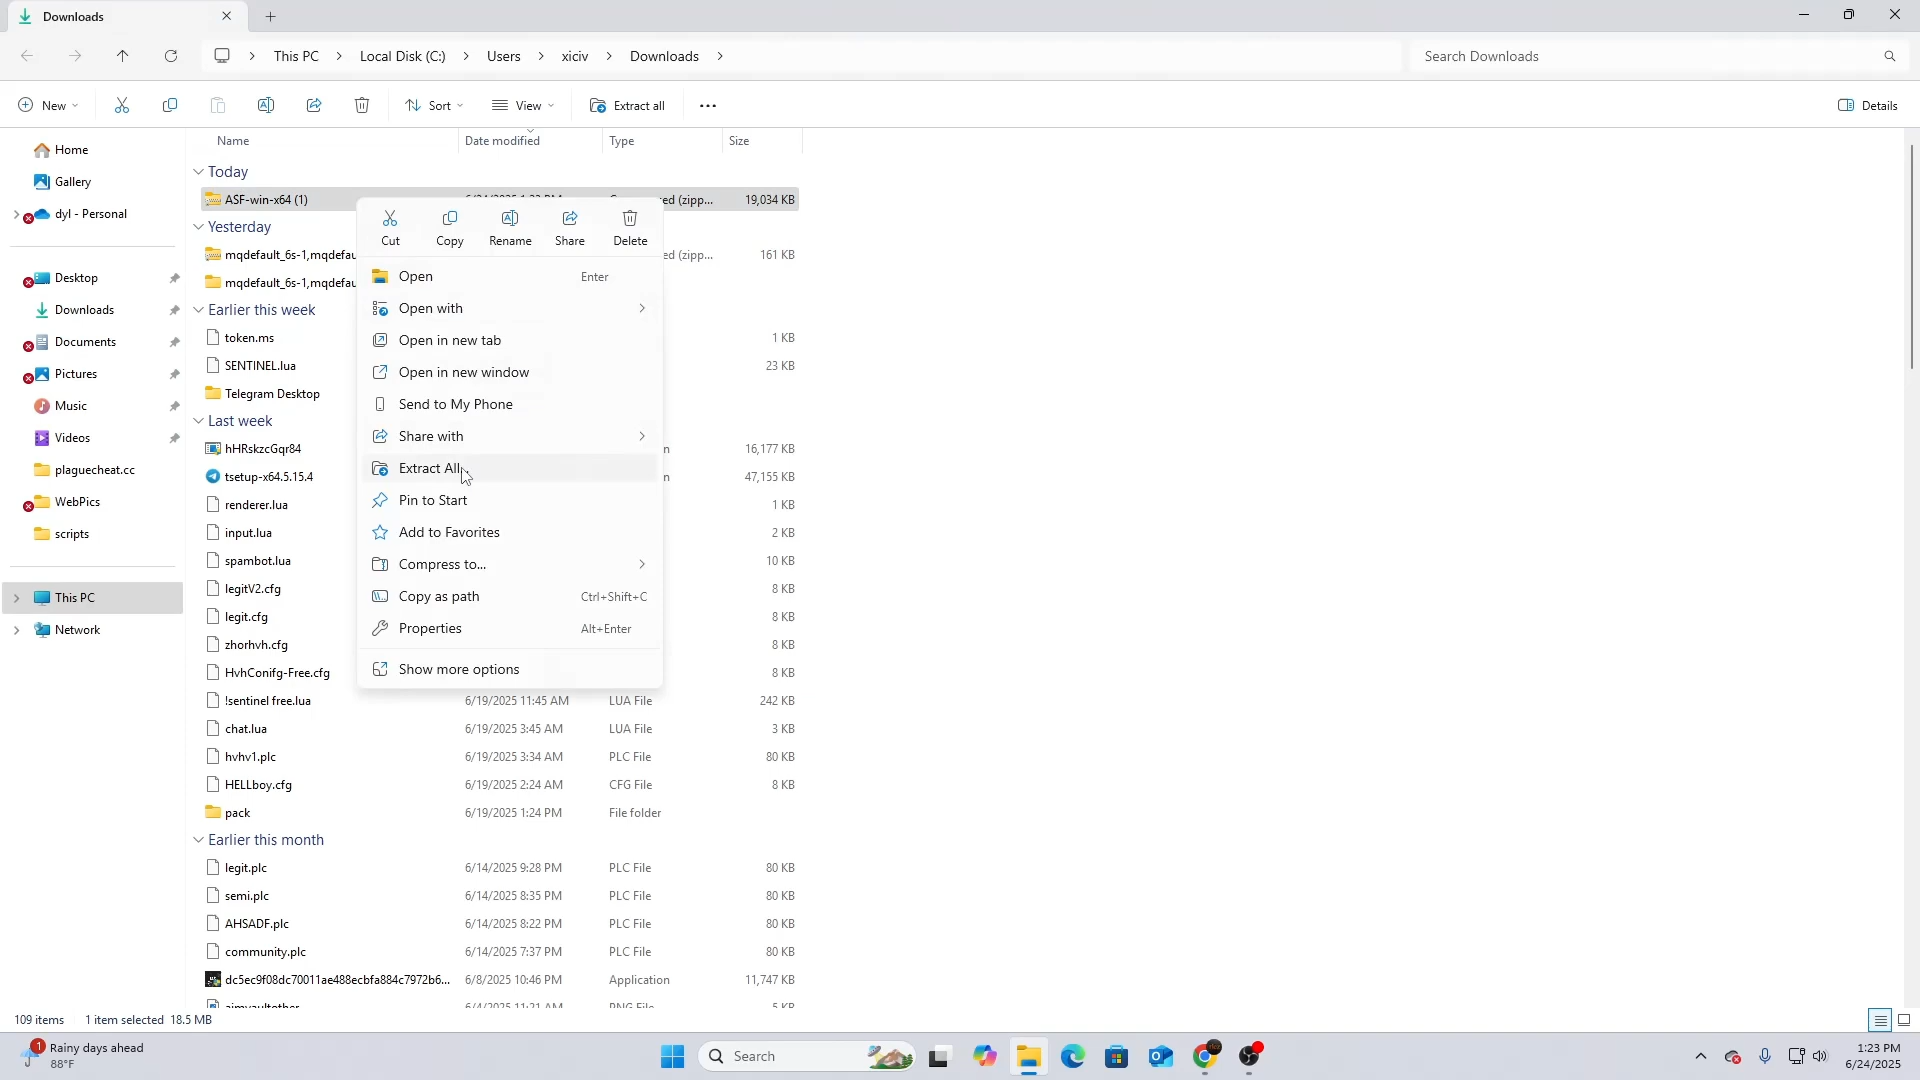 Downloads
This PC > Local Disk (C:) > Users > xiciv > Downloads >
Search Downloads
New
Sort
View
Extract all
Details
Name
Date modified
Type
Size
Home
Gallery
dyl - Personal
Desktop
Downloads
Documents
Pictures
Music
Videos
plaguecheat.cc
WebPics
scripts
This PC
Network
Today
ASF-win-x64 (1) ed (zipp... 19,034 KB
Yesterday
mqdefault_6s-1,mqdefau ed (zipp... 161 KB
mqdefault_6s-1,mqdefau
Earlier this week
token.ms 1 KB
SENTINEL.lua 23 KB
Telegram Desktop
Last week
hHRskzcGqr84 16,177 KB
tsetup-x64.5.15.4 47,155 KB
renderer.lua 1 KB
input.lua 2 KB
spambot.lua 10 KB
legitV2.cfg 8 KB
legit.cfg 8 KB
zhorhvh.cfg 8 KB
HvhConifg-Free.cfg 8 KB
!sentinel free.lua 6/19/2025 11:45 AM LUA File 242 KB
chat.lua 6/19/2025 3:45 AM LUA File 3 KB
hvhv1.plc 6/19/2025 3:34 AM PLC File 80 KB
HELLboy.cfg 6/19/2025 2:24 AM CFG File 8 KB
pack 6/19/2025 1:24 PM File folder
Earlier this month
legit.plc 6/14/2025 9:28 PM PLC File 80 KB
semi.plc 6/14/2025 8:35 PM PLC File 80 KB
AHSADF.plc 6/14/2025 8:22 PM PLC File 80 KB
community.plc 6/14/2025 7:37 PM PLC File 80 KB
dc5ec9f08dc70011ae488ecbfa884c7972b6... 6/8/2025 10:46 PM Application 11,747 KB
Cut
Copy
Rename
Share
Delete
Open Enter
Open with
Open in new tab
Open in new window
Send to My Phone
Share with
Extract All...
Pin to Start
Add to Favorites
Compress to...
Copy as path Ctrl+Shift+C
Properties Alt+Enter
Show more options
109 items 1 item selected 18.5 MB
1
Rainy days ahead
88°F
Search
1:23 PM
6/24/2025